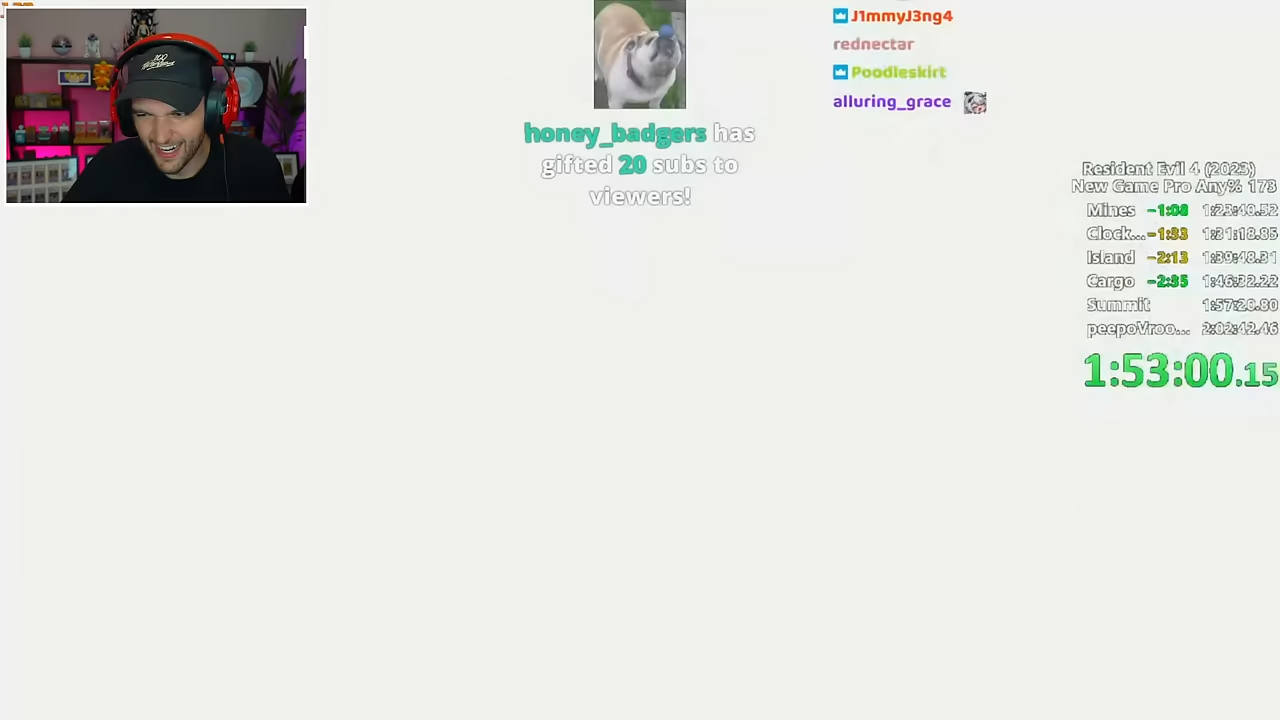 J1mmyJ3ng4
rednectar
Poodleskirt
alluring_grace
honey_badgers has
gifted 20 subs to
viewers!
Resident Evil 4 (2023)
New Game Pro Any% 173
Mines -1:08 1:23:40.52
Clock... -1:33 1:31:18.85
Island -2:13 1:39:48.31
Cargo -2:35 1:46:32.22
Summit 1:57:20.80
peepoVroo... 2:02:42.46
1:53:00.15